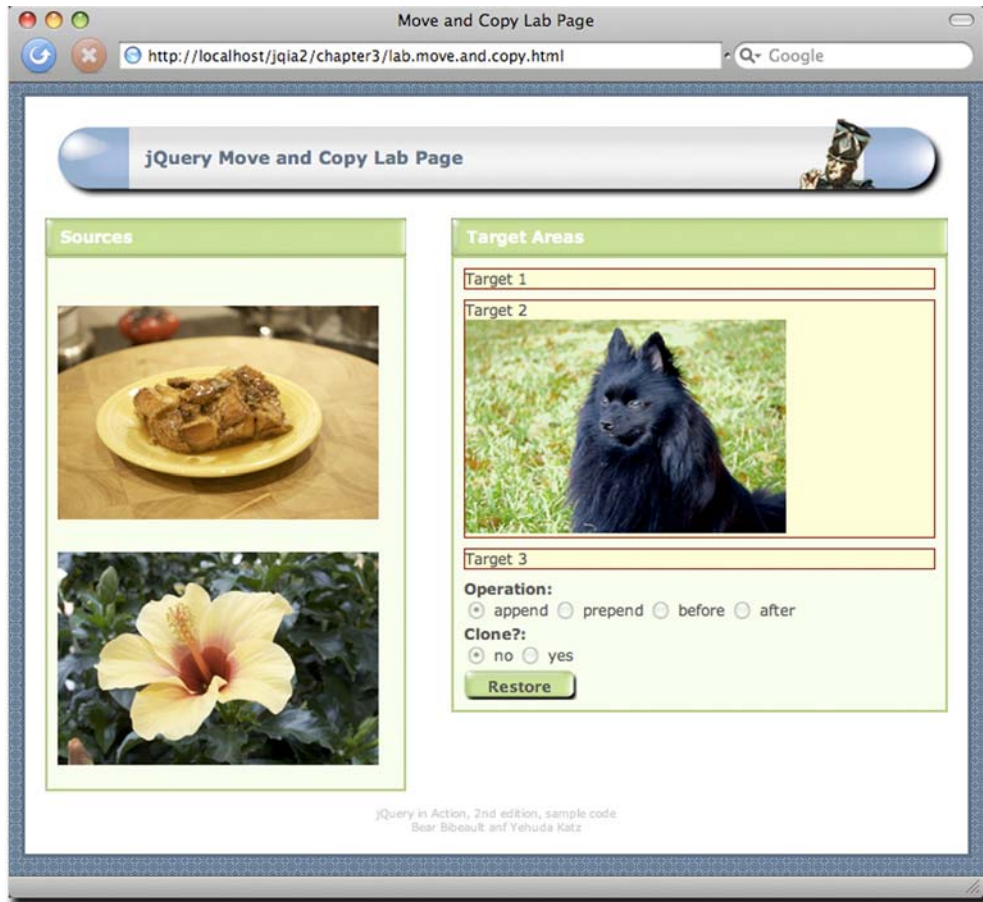 Move and Copy Lab Page
http://localhost/jqia2/chapter3/lab.move.and.copy.html
Google
jQuery Move and Copy Lab Page
Sources
Target Areas
Target 1
Target 2
Target 3
Operation:
append prepend before after
Clone?:
no yes
Restore
jQuery in Action, 2nd edition, sample code
Bear Bibeault anf Yehuda Katz